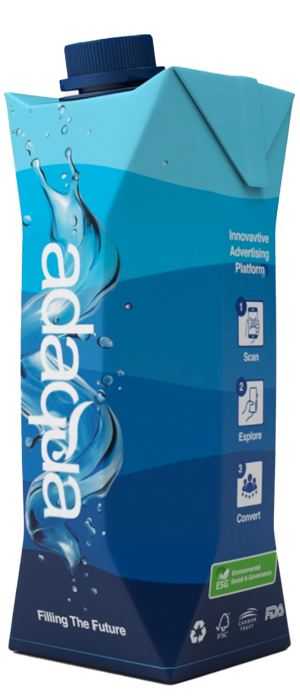 adaqua
Filling The Future
Innovavtive
Advertising
Platform
1
Scan
2
Explore
3
Convert
ESG
Environmental
Social & Governance
FSC
CARBON
TRUST
FDA